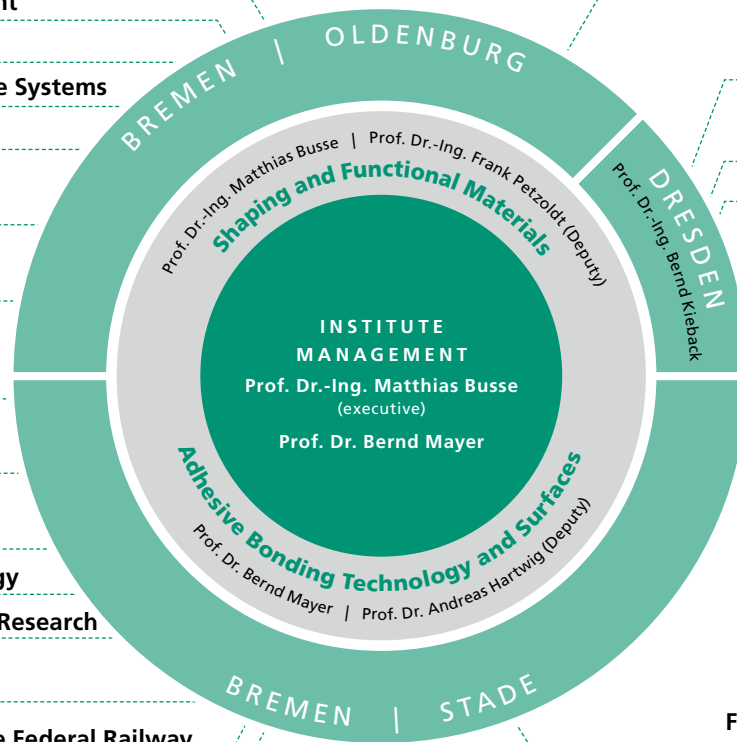 nt
e Systems
BREMEN | OLDENBURG
DRESDEN
Prof. Dr.-Ing. Bernd Kieback
Prof. Dr.-Ing. Matthias Busse | Prof. Dr.-Ing. Frank Petzoldt (Deputy)
Shaping and Functional Materials
INSTITUTE
MANAGEMENT
Prof. Dr.-Ing. Matthias Busse
(executive)
Prof. Dr. Bernd Mayer
Adhesive Bonding Technology and Surfaces
Prof. Dr. Bernd Mayer | Prof. Dr. Andreas Hartwig (Deputy)
gy
Research
BREMEN | STADE
e Federal Railway
F